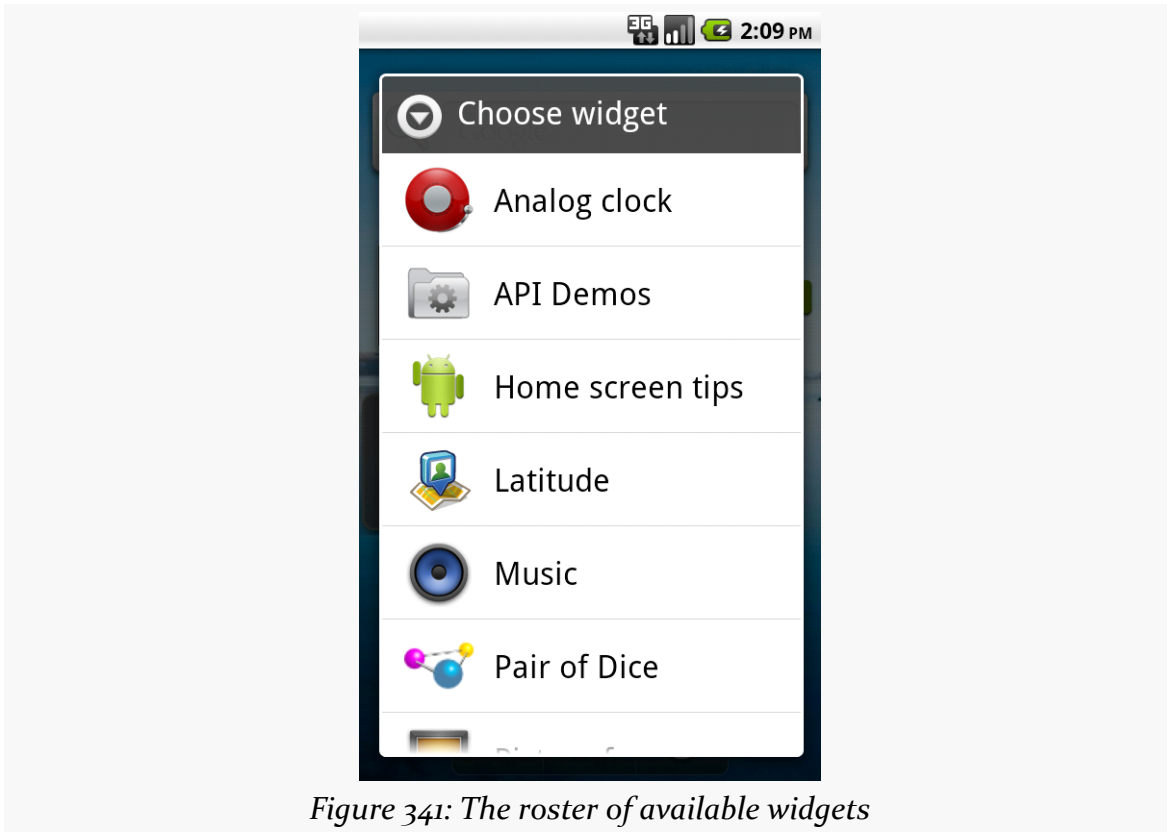 3G 2:09 PM
Choose widget
Analog clock
API Demos
Home screen tips
Latitude
Music
Pair of Dice
Figure 341: The roster of available widgets